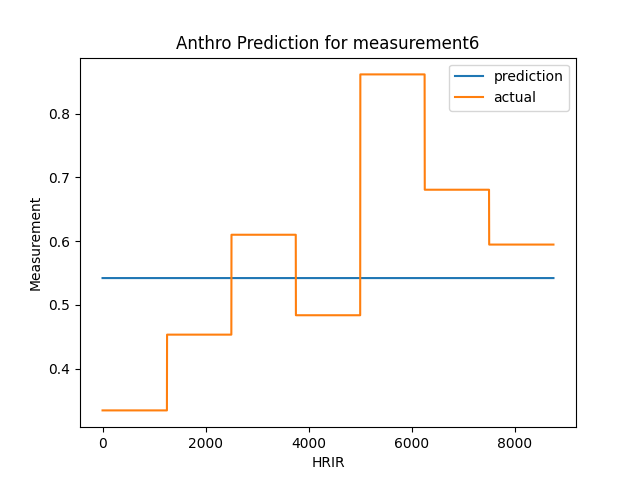 Anthro Prediction for measurement6
prediction
actual
Measurement
0.8
0.7
0.6
0.5
0.4
0 2000 4000 6000 8000
HRIR